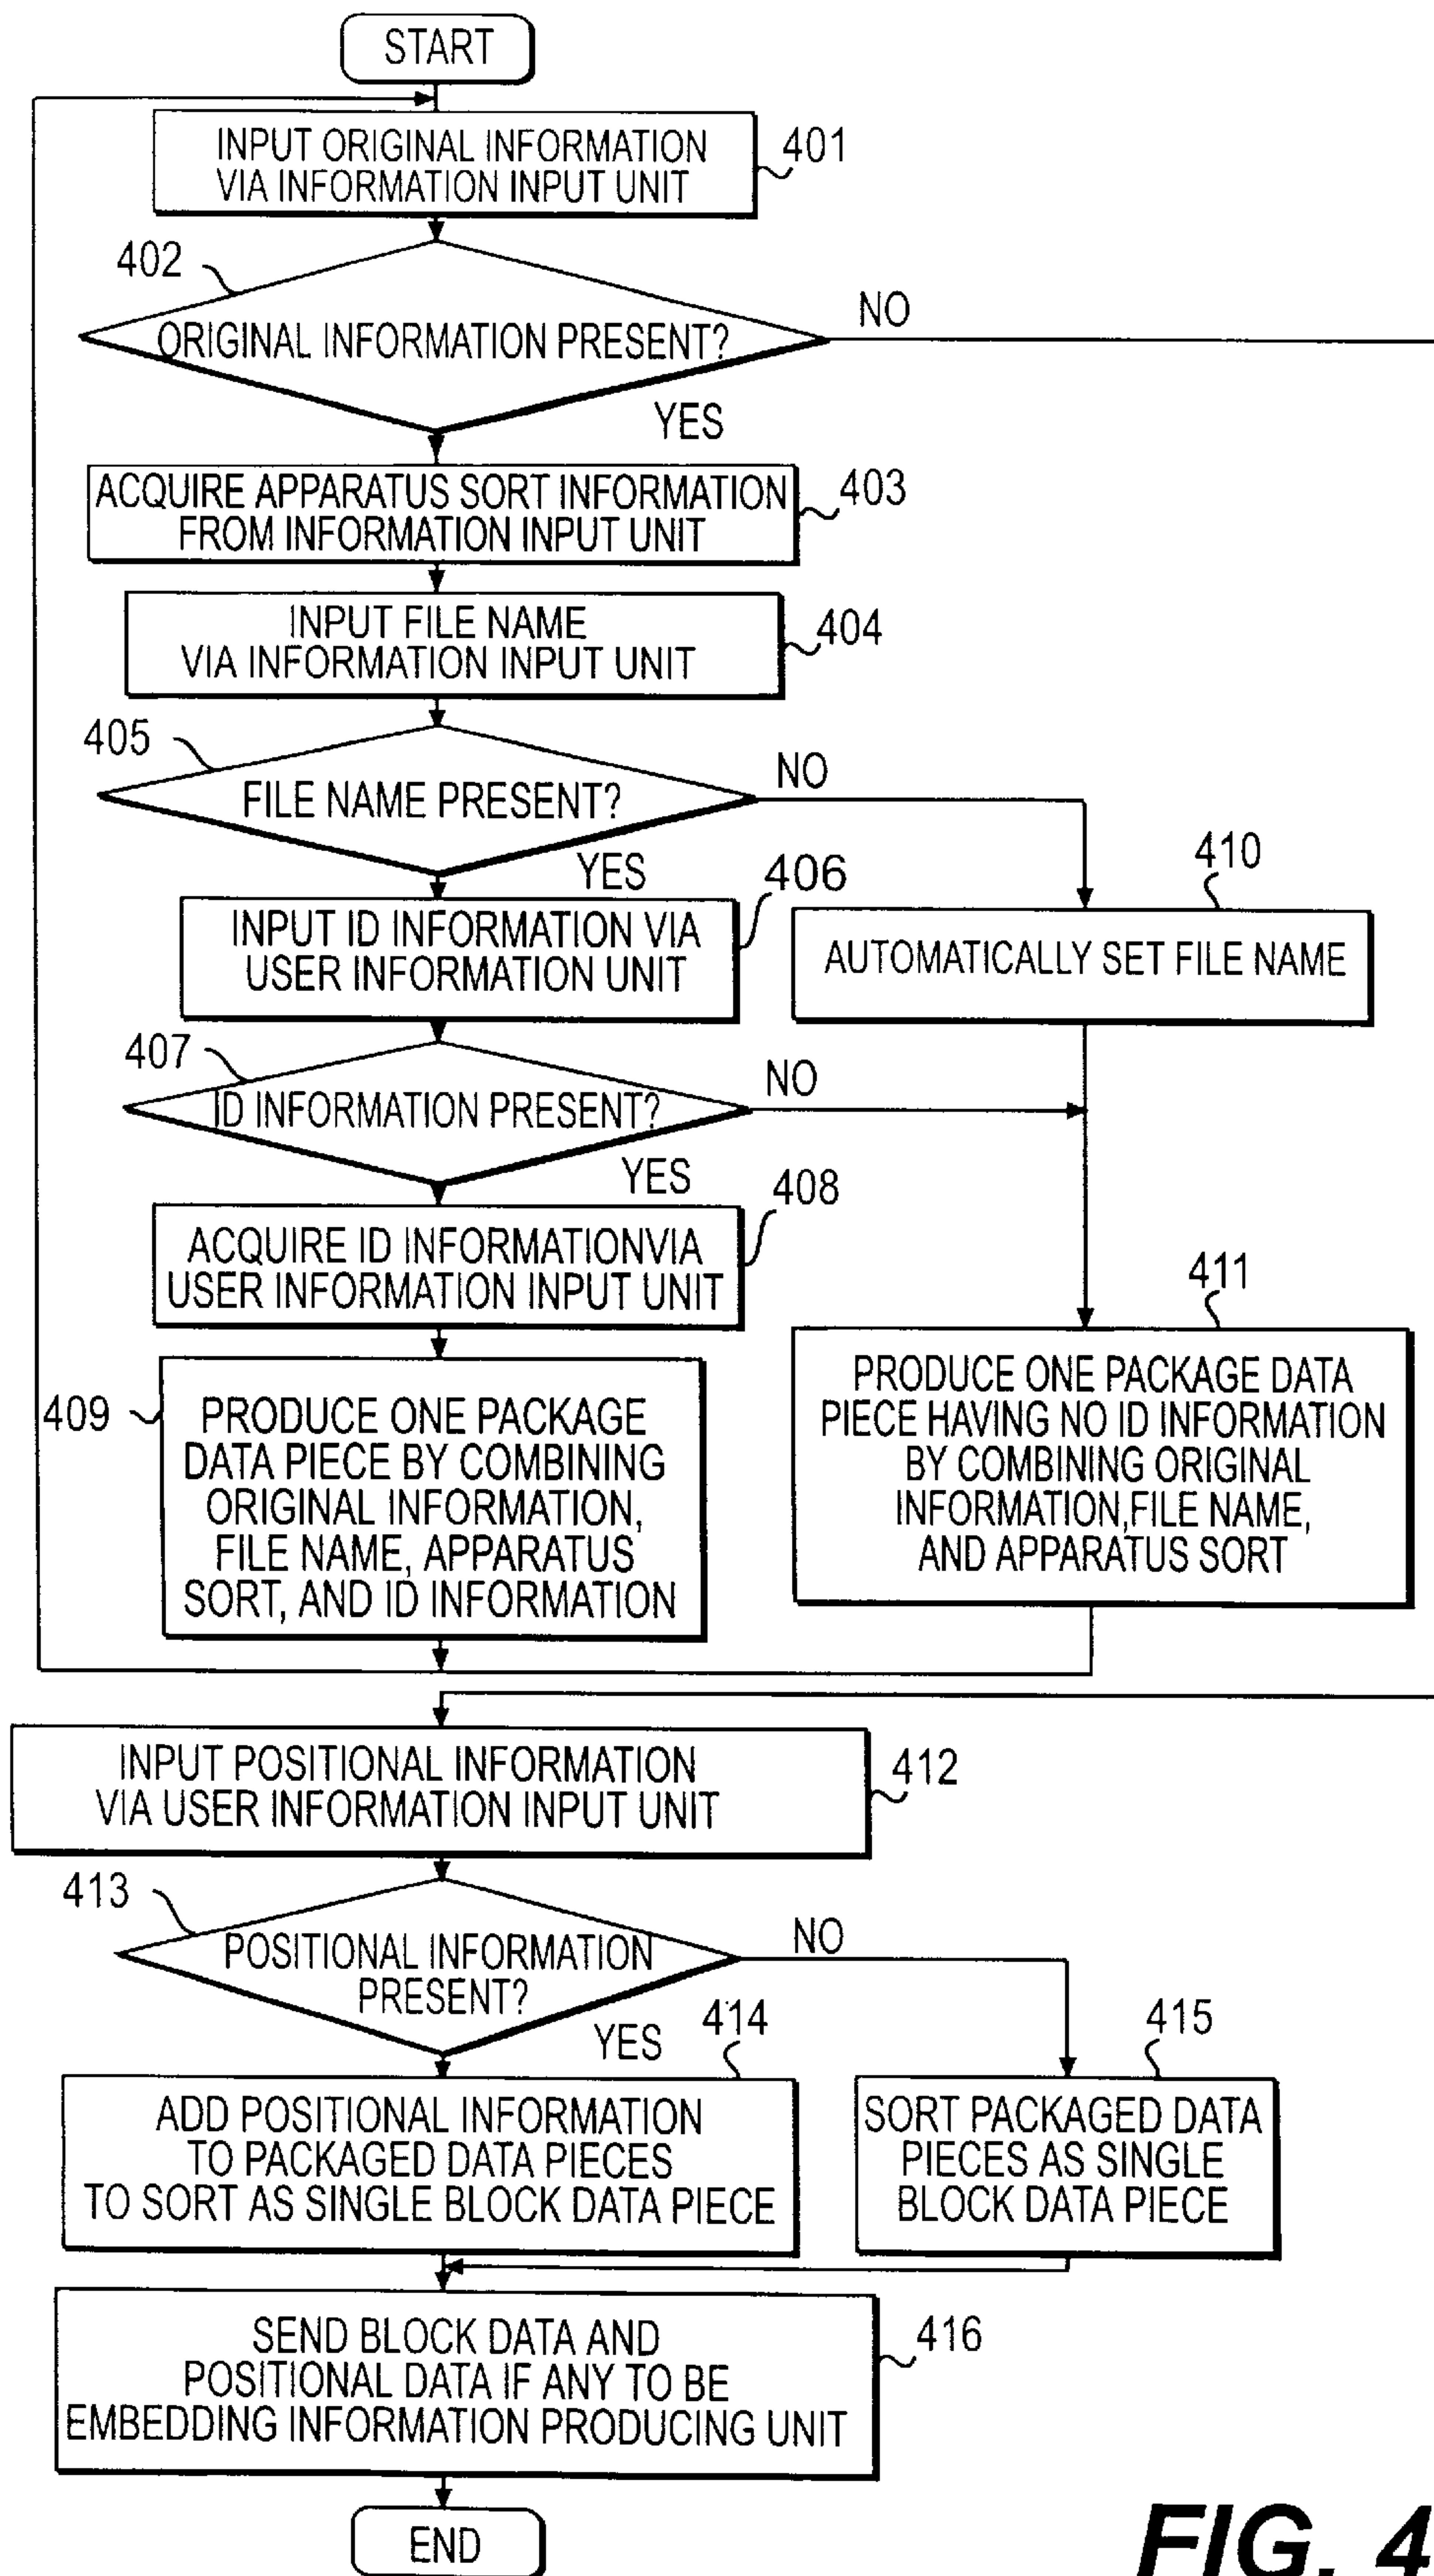 START
INPUT ORIGINAL INFORMATION
VIA INFORMATION INPUT UNIT
401
402
ORIGINAL INFORMATION PRESENT?
NO
YES
ACQUIRE APPARATUS SORT INFORMATION
FROM INFORMATION INPUT UNIT
403
INPUT FILE NAME
VIA INFORMATION INPUT UNIT
404
405
FILE NAME PRESENT?
NO
YES
406
INPUT ID INFORMATION VIA
USER INFORMATION UNIT
410
AUTOMATICALLY SET FILE NAME
407
ID INFORMATION PRESENT?
NO
YES
408
ACQUIRE ID INFORMATIONVIA
USER INFORMATION INPUT UNIT
411
PRODUCE ONE PACKAGE DATA
PIECE HAVING NO ID INFORMATION
BY COMBINING ORIGINAL
INFORMATION,FILE NAME,
AND APPARATUS SORT
409
PRODUCE ONE PACKAGE
DATA PIECE BY COMBINING
ORIGINAL INFORMATION,
FILE NAME, APPARATUS
SORT, AND ID INFORMATION
INPUT POSITIONAL INFORMATION
VIA USER INFORMATION INPUT UNIT
412
413
POSITIONAL INFORMATION
PRESENT?
NO
YES
414
ADD POSITIONAL INFORMATION
TO PACKAGED DATA PIECES
TO SORT AS SINGLE BLOCK DATA PIECE
415
SORT PACKAGED DATA
PIECES AS SINGLE
BLOCK DATA PIECE
SEND BLOCK DATA AND
POSITIONAL DATA IF ANY TO BE
EMBEDDING INFORMATION PRODUCING UNIT
416
END
FIG. 4